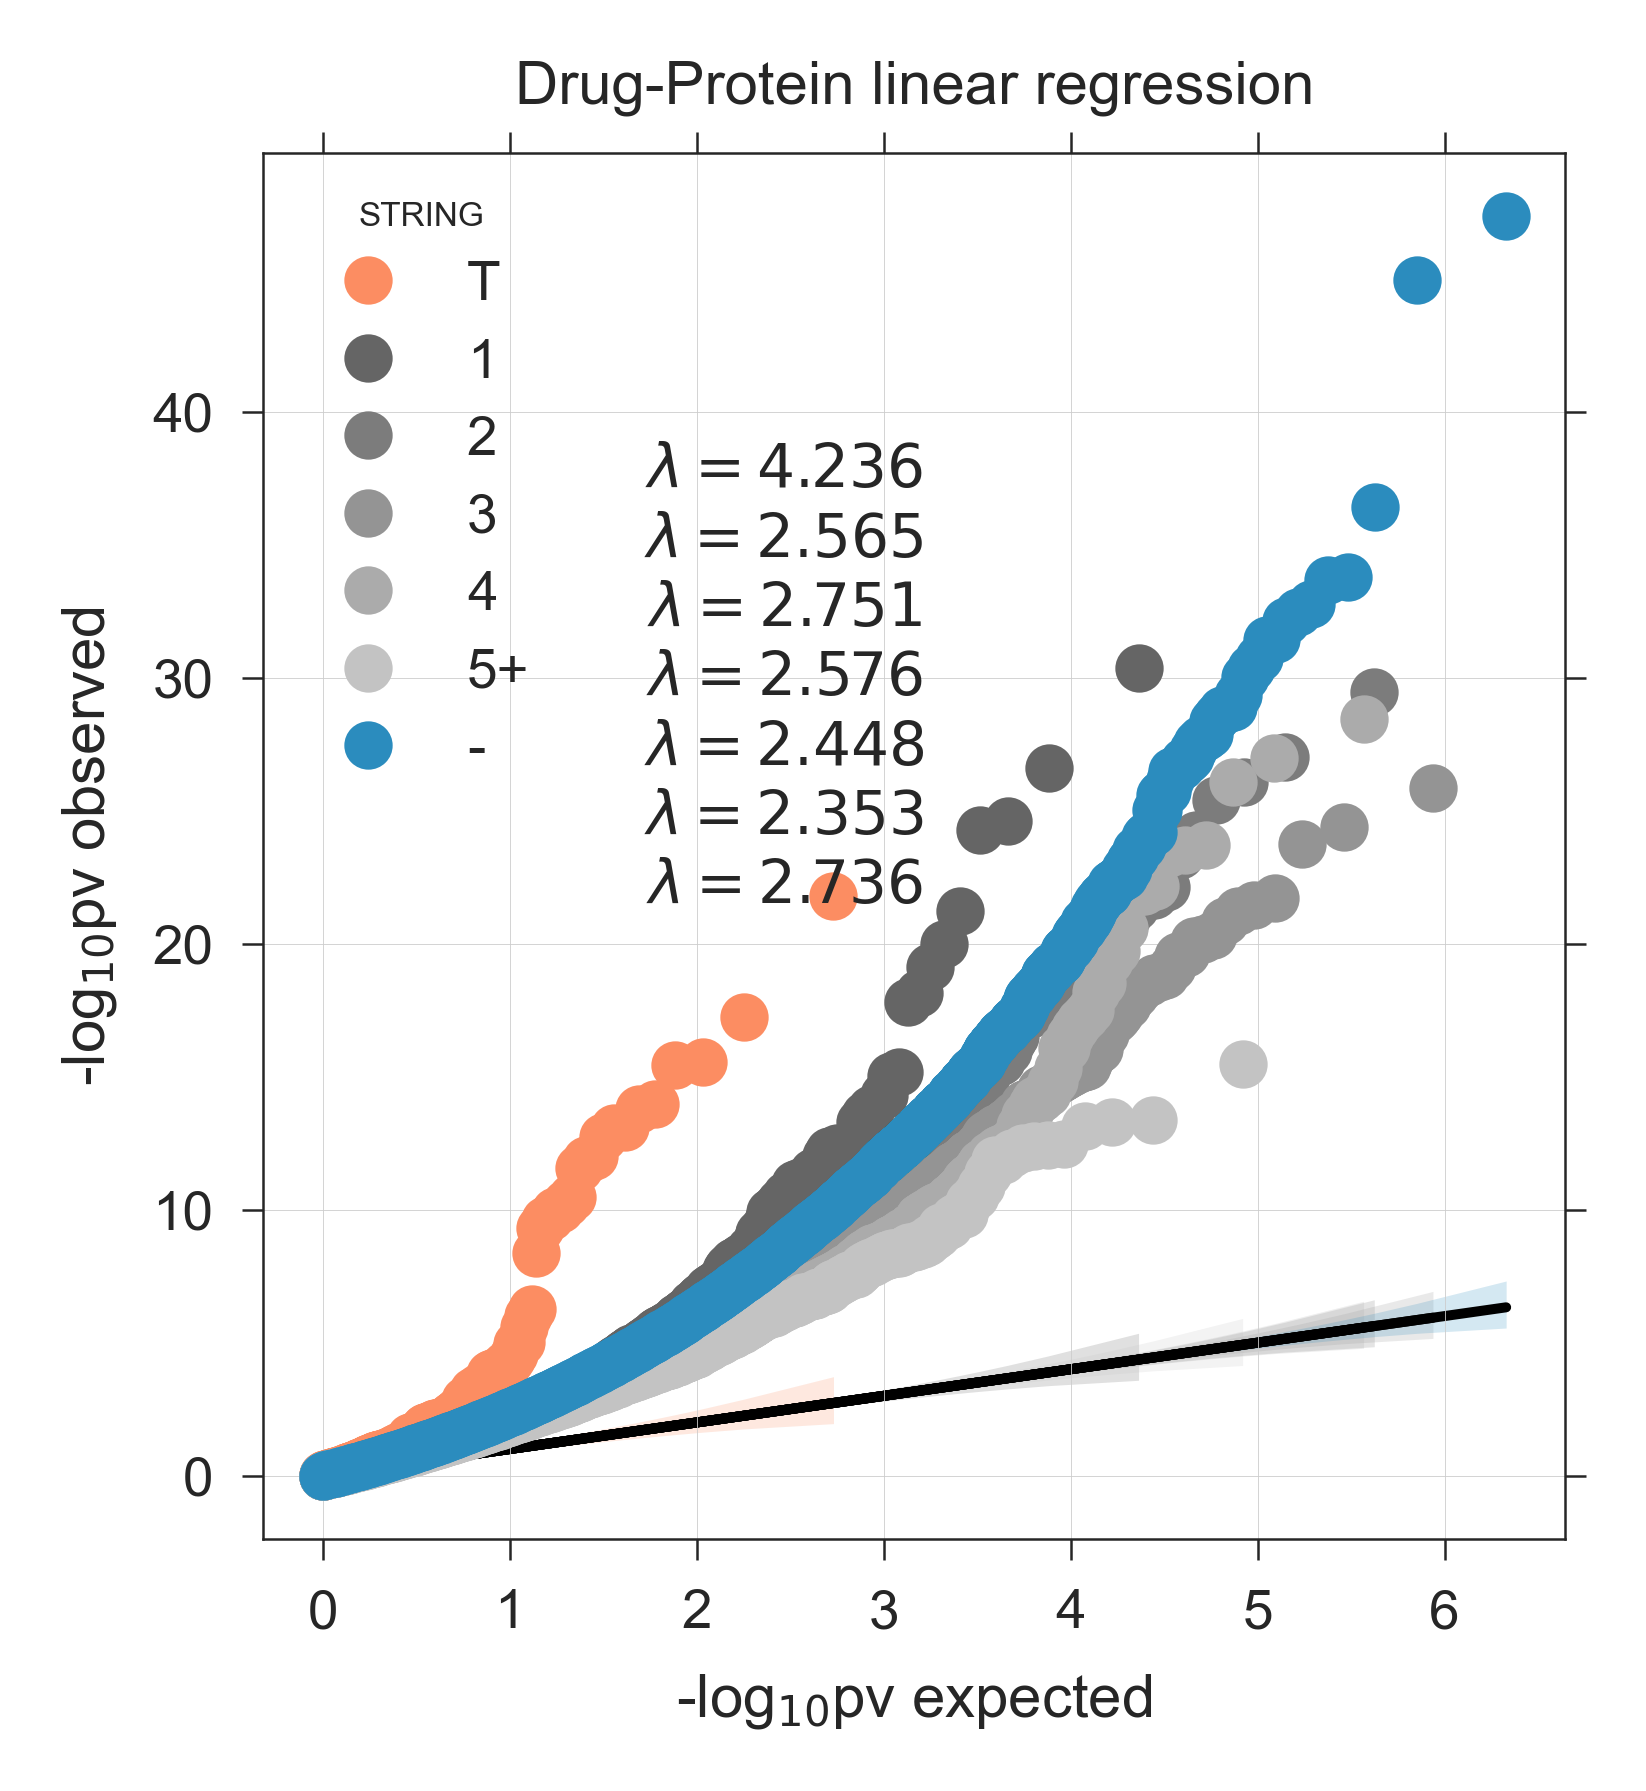 Drug-Protein linear regression
STRING
T
1
2
3
4
5+
-
λ = 4.236
λ = 2.565
λ = 2.751
λ = 2.576
λ = 2.448
λ = 2.353
λ = 2.736
40
30
20
10
0
-log10pv observed
0 1 2 3 4 5 6
-log10pv expected